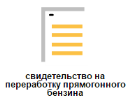 свидетельство на
переработку прямогонного
бензина